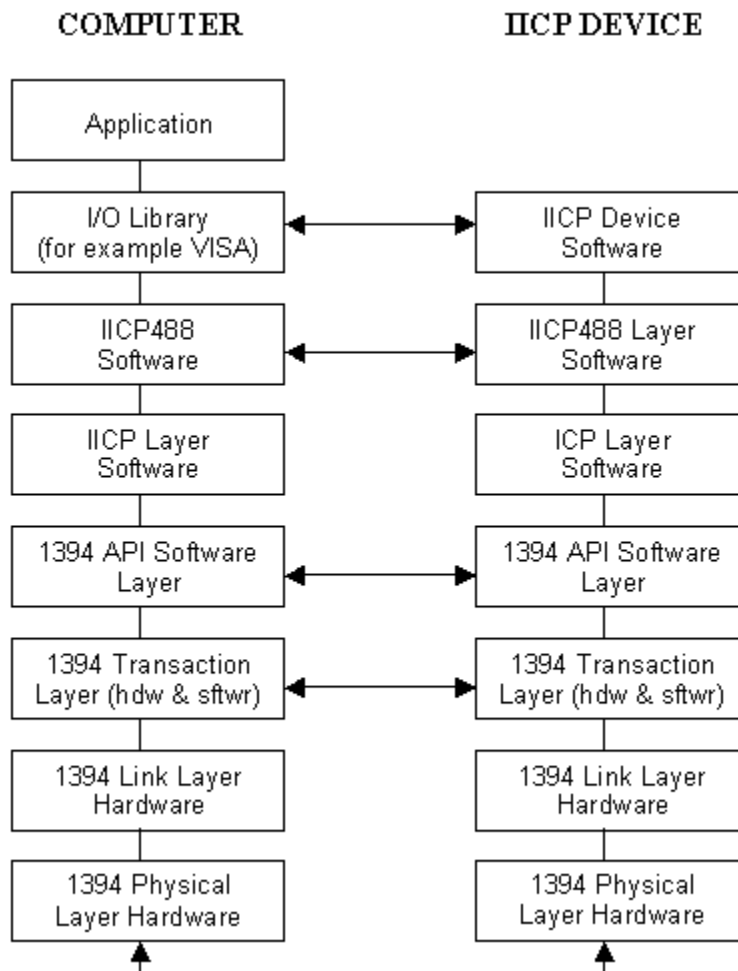 COMPUTER
IICP DEVICE
Application
I/O Library
(for example VISA)
IICP Device
Software
IICP488
Software
IICP488 Layer
Software
IICP Layer
Software
ICP Layer
Software
1394 API Software
Layer
1394 API Software
Layer
1394 Transaction
Layer (hdw & sftwr)
1394 Transaction
Layer (hdw & sftwr)
1394 Link Layer
Hardware
1394 Link Layer
Hardware
1394 Physical
Layer Hardware
1394 Physical
Layer Hardware